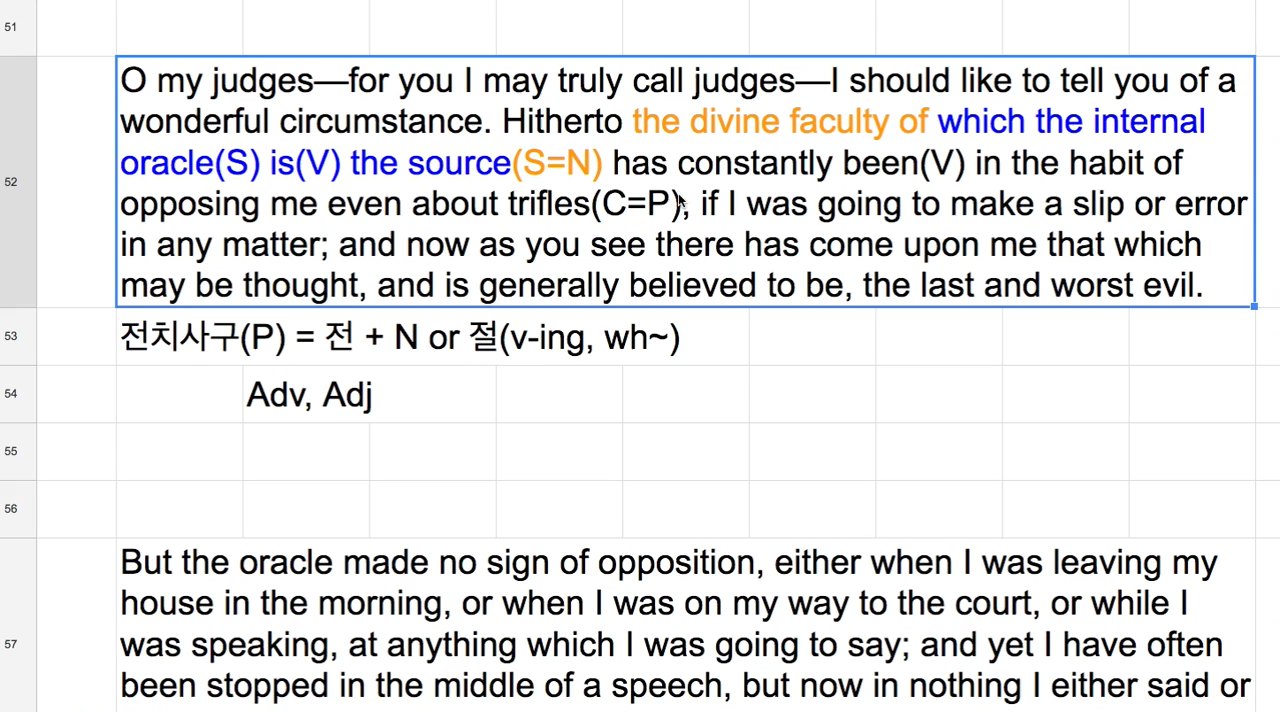 51
O my judges—for you I may truly call judges—I should like to tell you of a
52
wonderful circumstance. Hitherto the divine faculty of which the internal
oracle(S) is(V) the source(S=N) has constantly been(V) in the habit of
opposing me even about trifles(C=P), if I was going to make a slip or error
in any matter; and now as you see there has come upon me that which
may be thought, and is generally believed to be, the last and worst evil.
53
전치사구(P) = 전 + N or 절(v-ing, wh~)
54
Adv, Adj
55
56
57
But the oracle made no sign of opposition, either when I was leaving my
house in the morning, or when I was on my way to the court, or while I
was speaking, at anything which I was going to say; and yet I have often
been stopped in the middle of a speech, but now in nothing I either said or